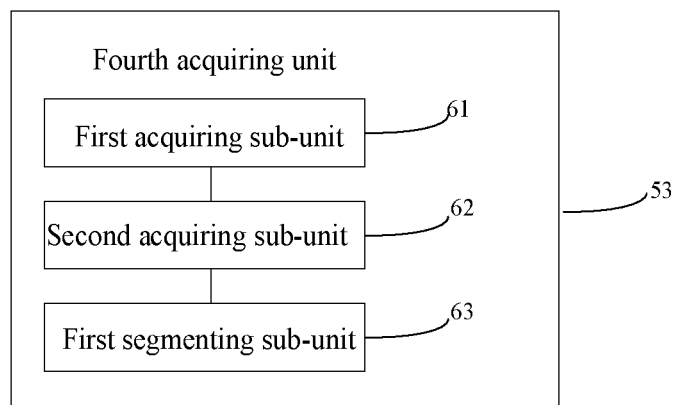 Fourth acquiring unit
First acquiring sub-unit
61
Second acquiring sub-unit
62
53
First segmenting sub-unit
63